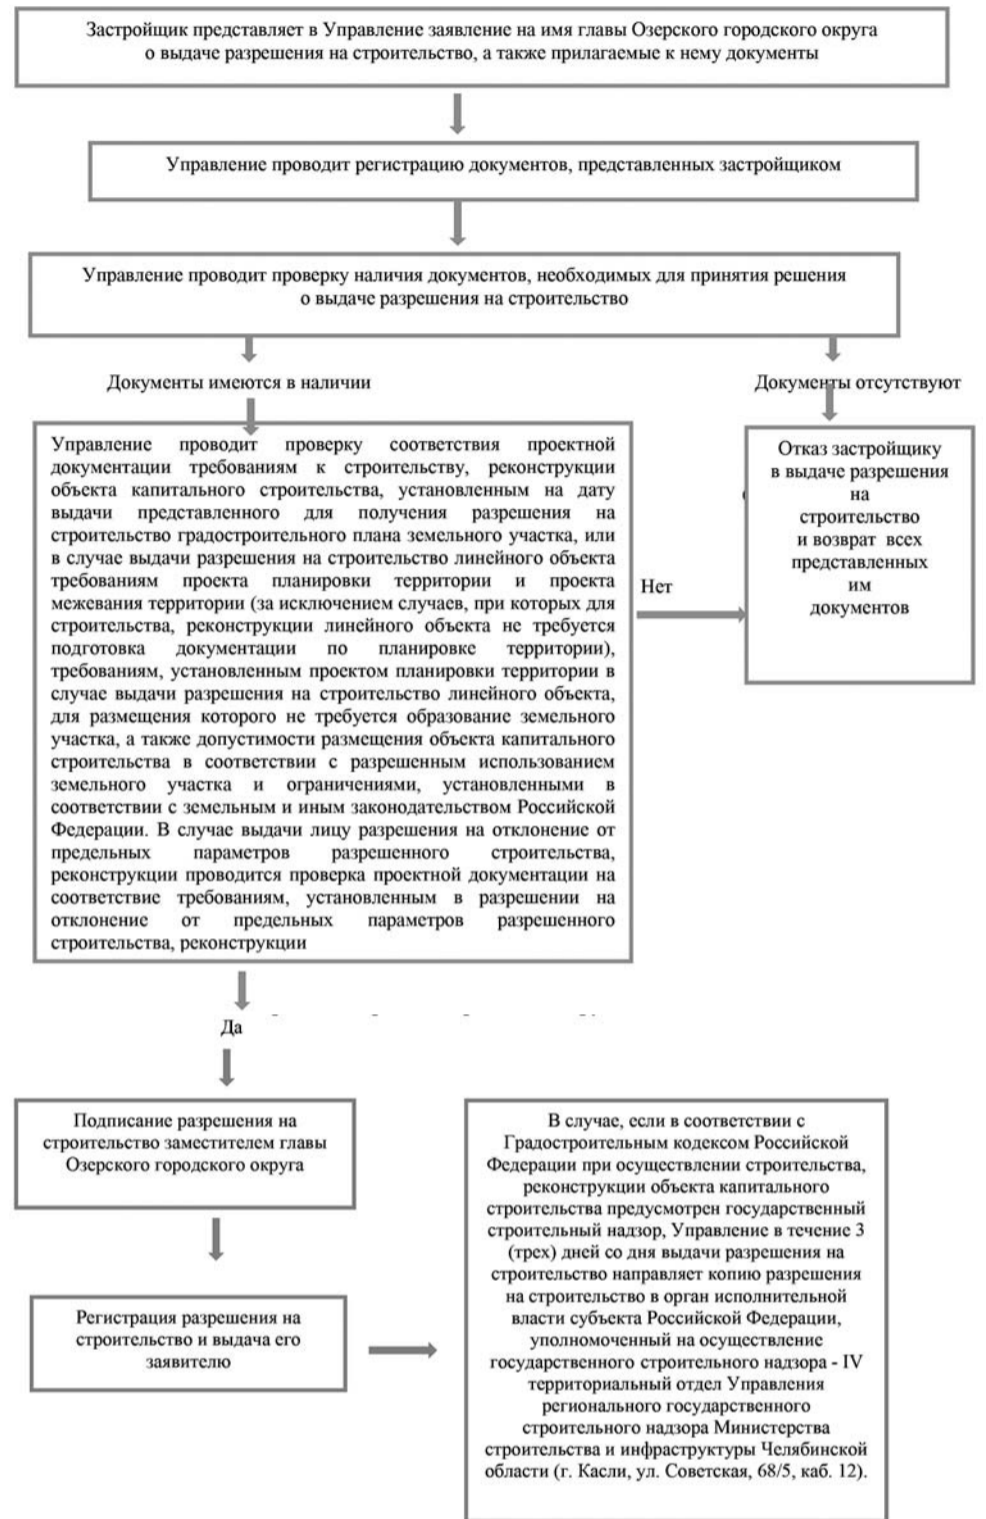 Застройщик представляет в Управление заявление на имя главы Озерского городского округа
о выдаче разрешения на строительство, а также прилагаемые к нему документы
Управление проводит регистрацию документов, представленных застройщиком
Управление проводит проверку наличия документов, необходимых для принятия решения
о выдаче разрешения на строительство
Документы имеются в наличии
Документы отсутствуют
Управление проводит проверку соответствия проектной
документации требованиям к строительству, реконструкции
объекта капитального строительства, установленным на дату
выдачи представленного для получения разрешения на
строительство градостроительного плана земельного участка, или
в случае выдачи разрешения на строительство линейного объекта
требованиям проекта планировки территории и проекта
межевания территории (за исключением случаев, при которых для
строительства, реконструкции линейного объекта не требуется
подготовка документации по планировке территории),
требованиям, установленным проектом планировки территории в
случае выдачи разрешения на строительство линейного объекта,
для размещения которого не требуется образование земельного
участка, а также допустимости размещения объекта капитального
строительства в соответствии с разрешенным использованием
земельного участка и ограничениями, установленными в
соответствии с земельным и иным законодательством Российской
Федерации. В случае выдачи лицу разрешения на отклонение от
предельных параметров разрешенного строительства,
реконструкции проводится проверка проектной документации на
соответствие требованиям, установленным в разрешении на
отклонение от предельных параметров разрешенного
строительства, реконструкции
Нет
Отказ застройщику
в выдаче разрешения
на
строительство
и возврат всех
представленных
им
документов
Да
Подписание разрешения на
строительство заместителем главы
Озерского городского округа
Регистрация разрешения на
строительство и выдача его
заявителю
В случае, если в соответствии с
Градостроительным кодексом Российской
Федерации при осуществлении строительства,
реконструкции объекта капитального
строительства предусмотрен государственный
строительный надзор, Управление в течение 3
(трех) дней со дня выдачи разрешения на
строительство направляет копию разрешения
на строительство в орган исполнительной
власти субъекта Российской Федерации,
уполномоченный на осуществление
государственного строительного надзора - IV
территориальный отдел Управления
регионального государственного
строительного надзора Министерства
строительства и инфраструктуры Челябинской
области (г. Касли, ул. Советская, 68/5, каб. 12).